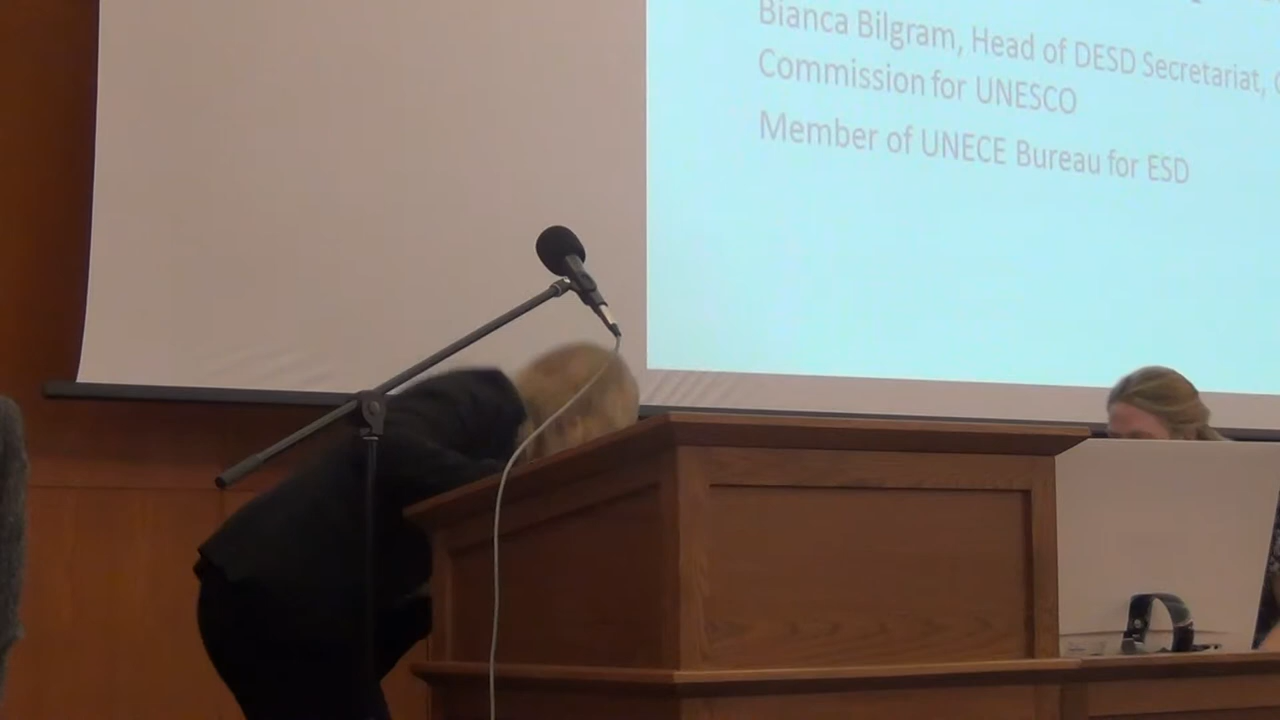 Bianca Bilgram, Head of DESD Secretariat,
Commission for UNESCO
Member of UNECE Bureau for ESD